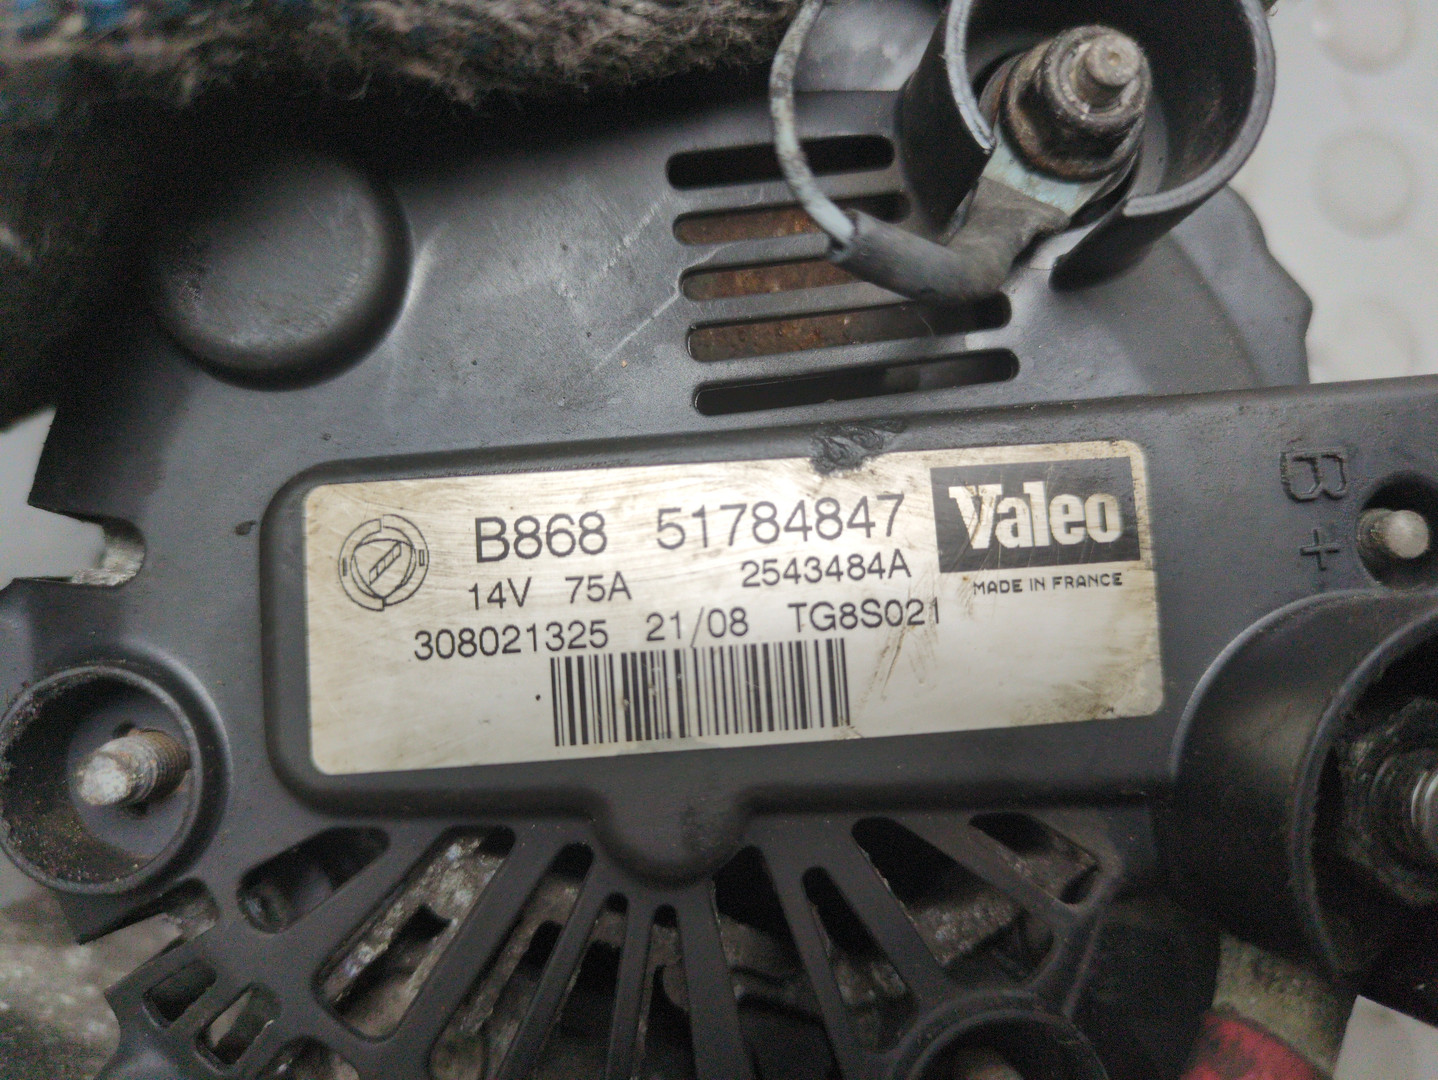 B868 51784847 Valeo
14V 75A 2543484A MADE IN FRANCE
308021325 21/08 TG8S021
B+